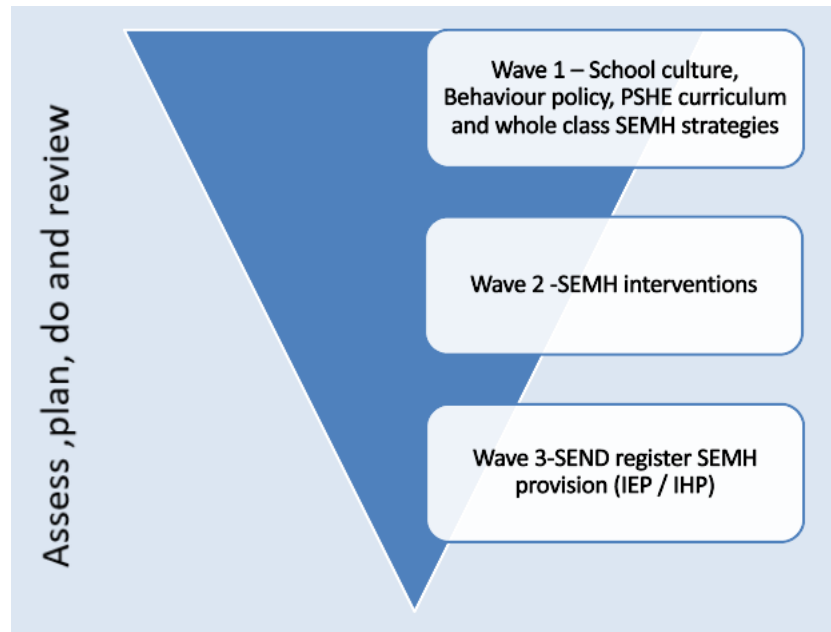 Assess ,plan, do and review
Wave 1 – School culture,
Behaviour policy, PSHE curriculum
and whole class SEMH strategies
Wave 2 -SEMH interventions
Wave 3-SEND register SEMH
provision (IEP / IHP)